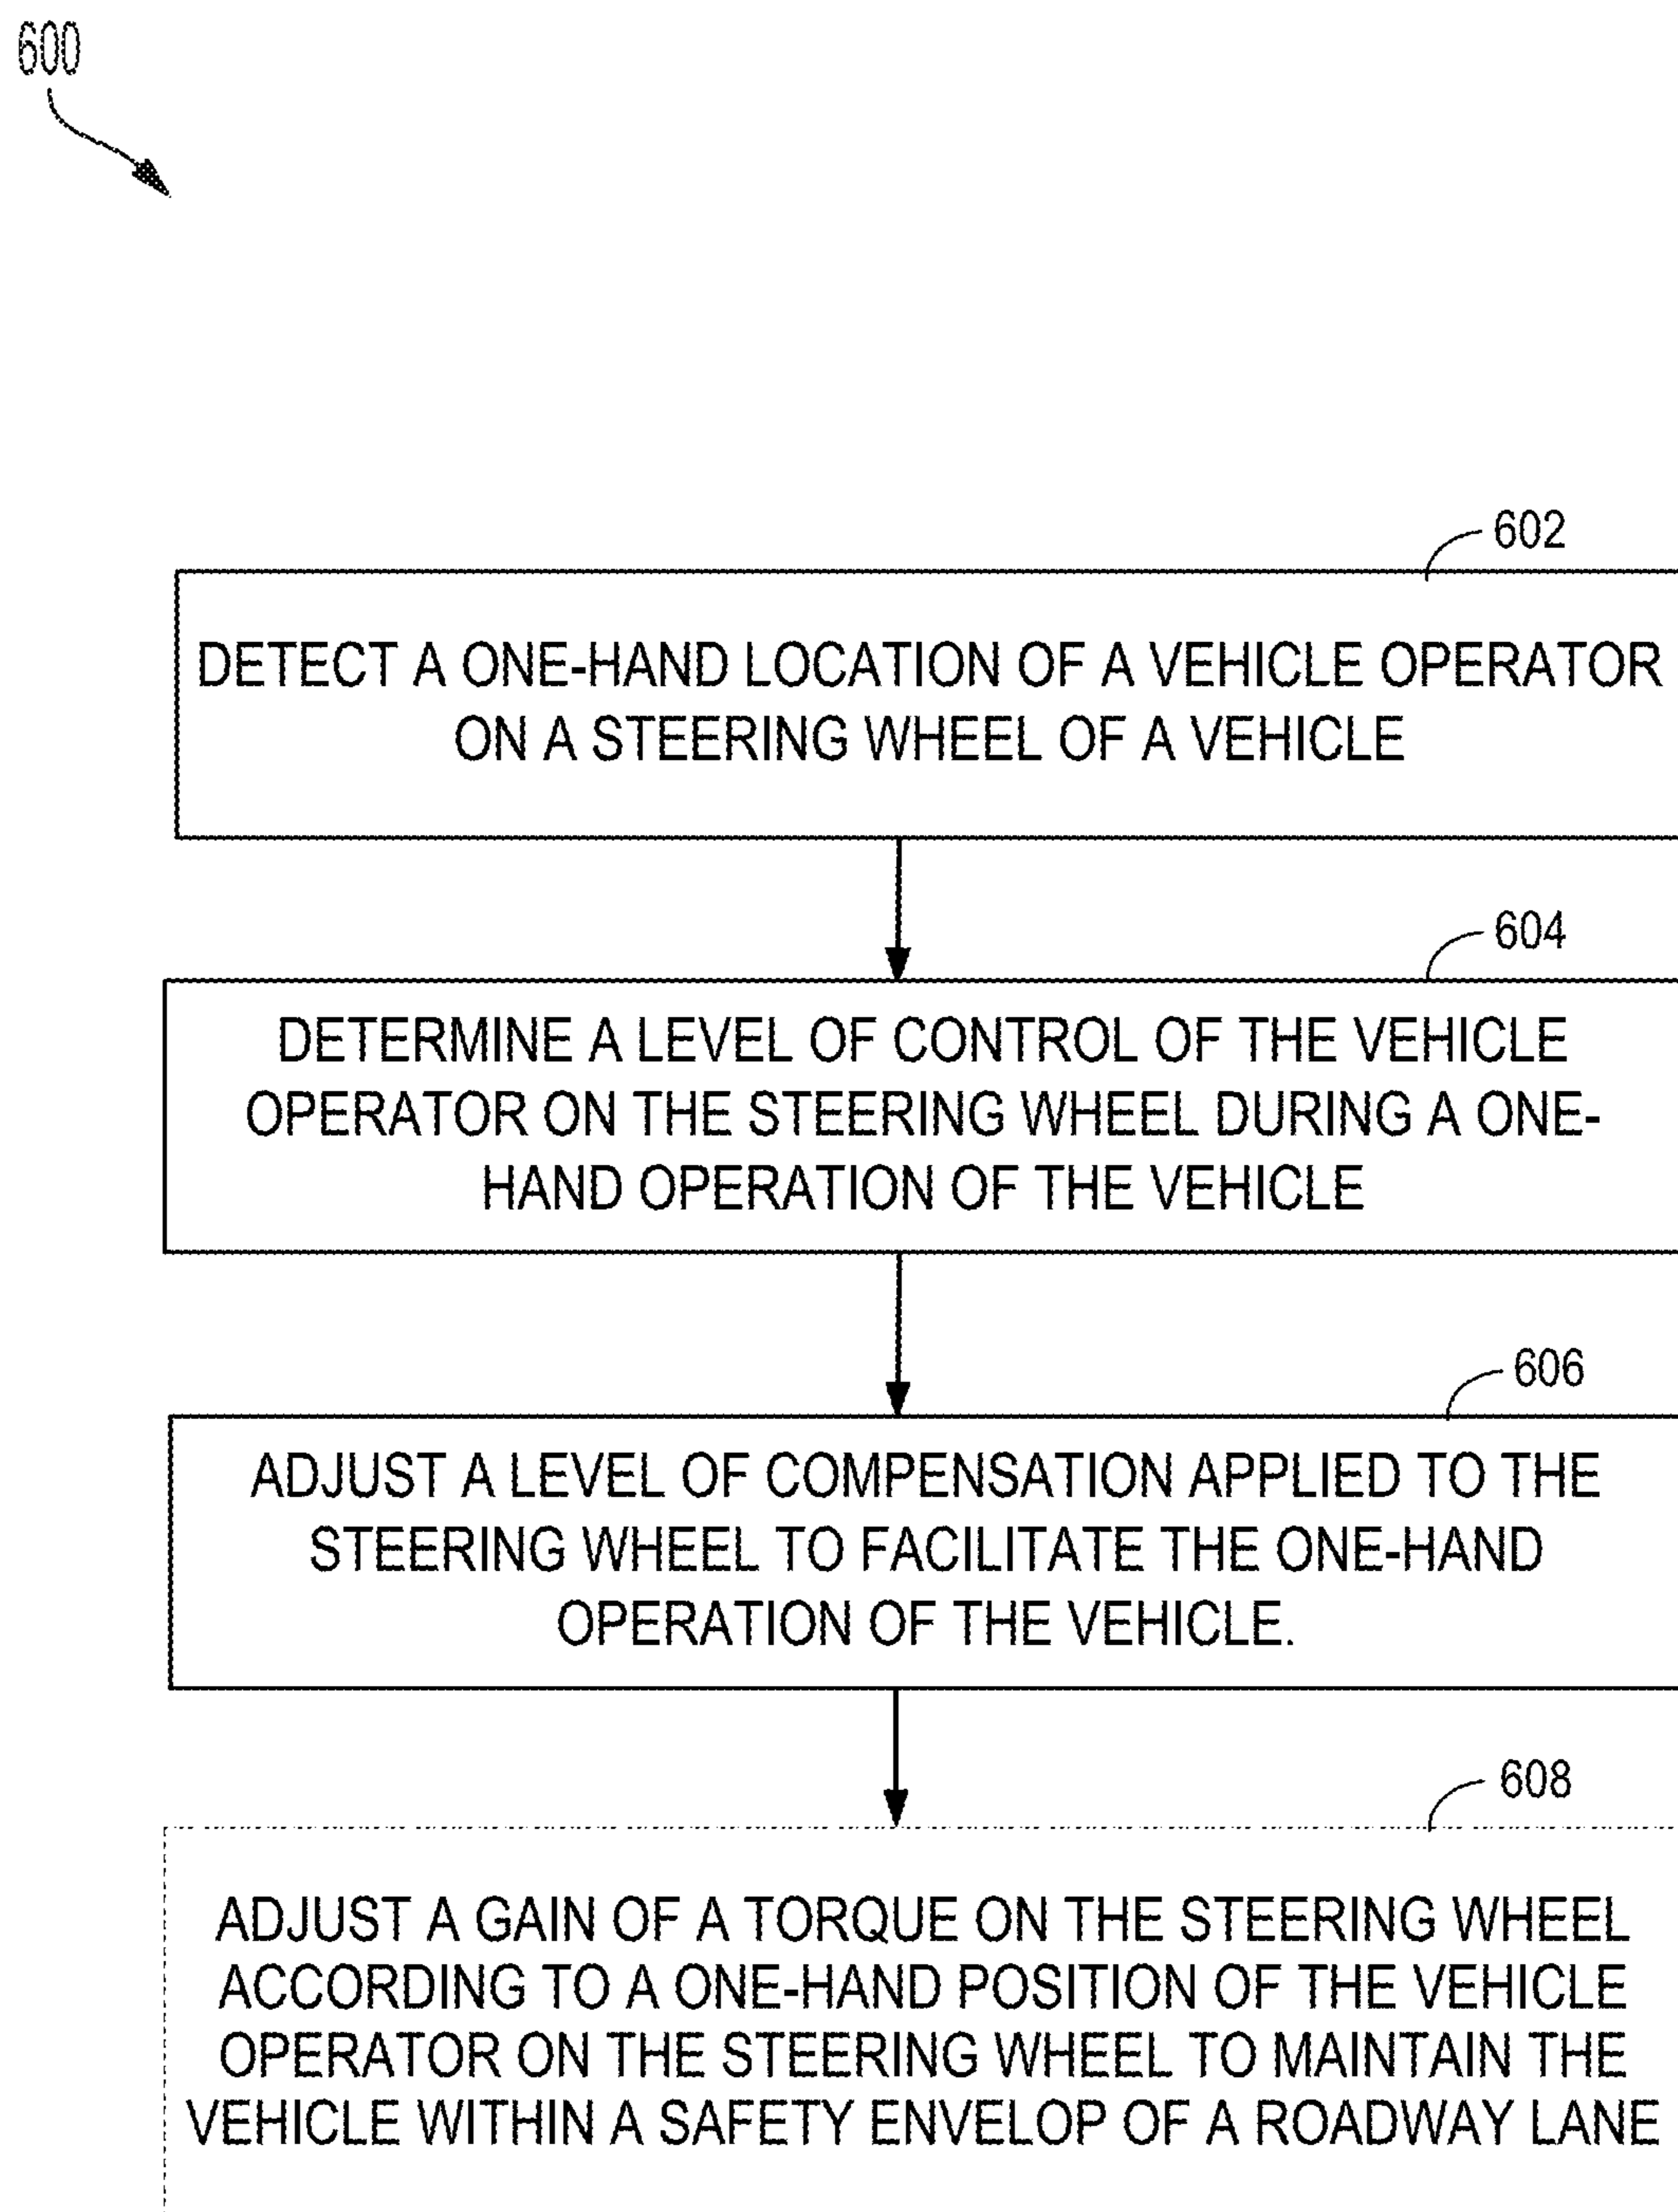 600
602
DETECT A ONE-HAND LOCATION OF A VEHICLE OPERATOR
ON A STEERING WHEEL OF A VEHICLE
604
DETERMINE A LEVEL OF CONTROL OF THE VEHICLE
OPERATOR ON THE STEERING WHEEL DURING A ONE-
HAND OPERATION OF THE VEHICLE
606
ADJUST A LEVEL OF COMPENSATION APPLIED TO THE
STEERING WHEEL TO FACILITATE THE ONE-HAND
OPERATION OF THE VEHICLE.
608
ADJUST A GAIN OF A TORQUE ON THE STEERING WHEEL
ACCORDING TO A ONE-HAND POSITION OF THE VEHICLE
OPERATOR ON THE STEERING WHEEL TO MAINTAIN THE
VEHICLE WITHIN A SAFETY ENVELOP OF A ROADWAY LANE